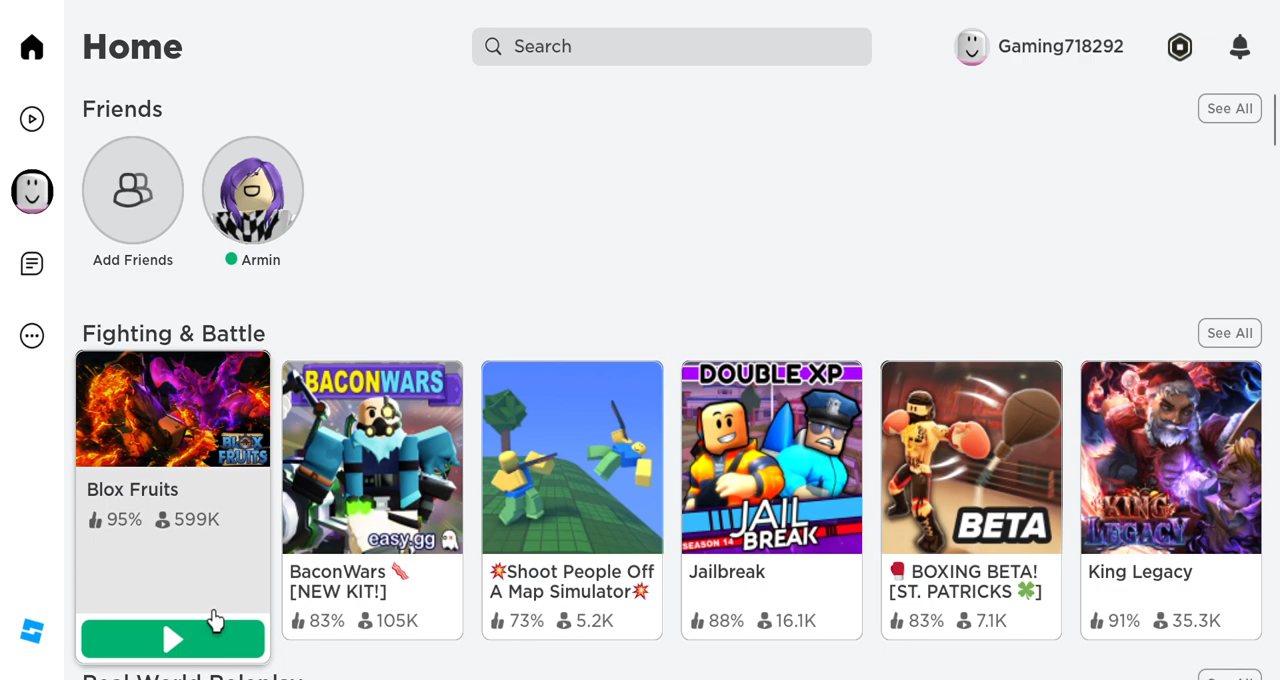 Home
Search
Gaming718292
Friends
See All
Add Friends
Armin
Fighting & Battle
See All
BLOX
FRUITS
Blox Fruits
95% 599K
BACONWARS
easy.gg
BaconWars 🥓
[NEW KIT!]
83% 105K
💥Shoot People Off
A Map Simulator💥
73% 5.2K
DOUBLE XP
JAIL
BREAK
SEASON 14
Jailbreak
88% 16.1K
BETA
🥊 BOXING BETA!
[ST. PATRICKS 🍀]
83% 7.1K
KING
LEGACY
King Legacy
91% 35.3K